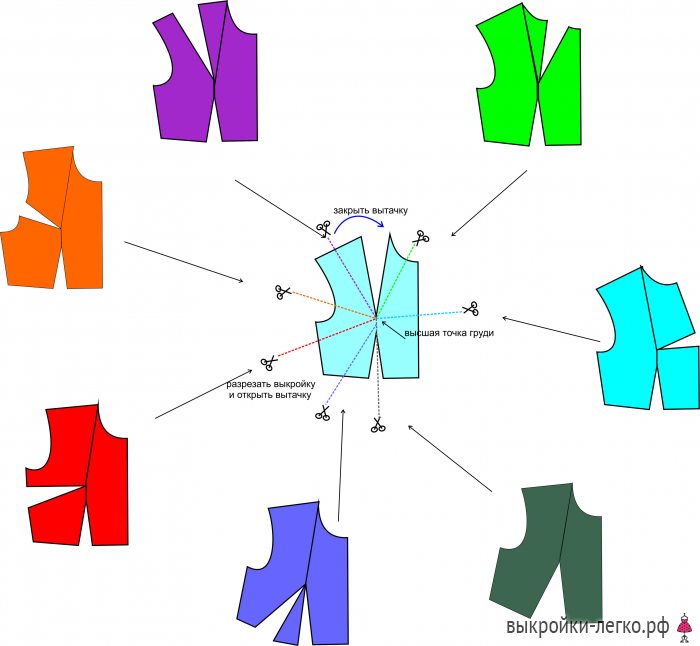 закрыть вытачку
высшая точка груди
разрезать выкройку
и открыть вытачку
выкройки-легко.рф